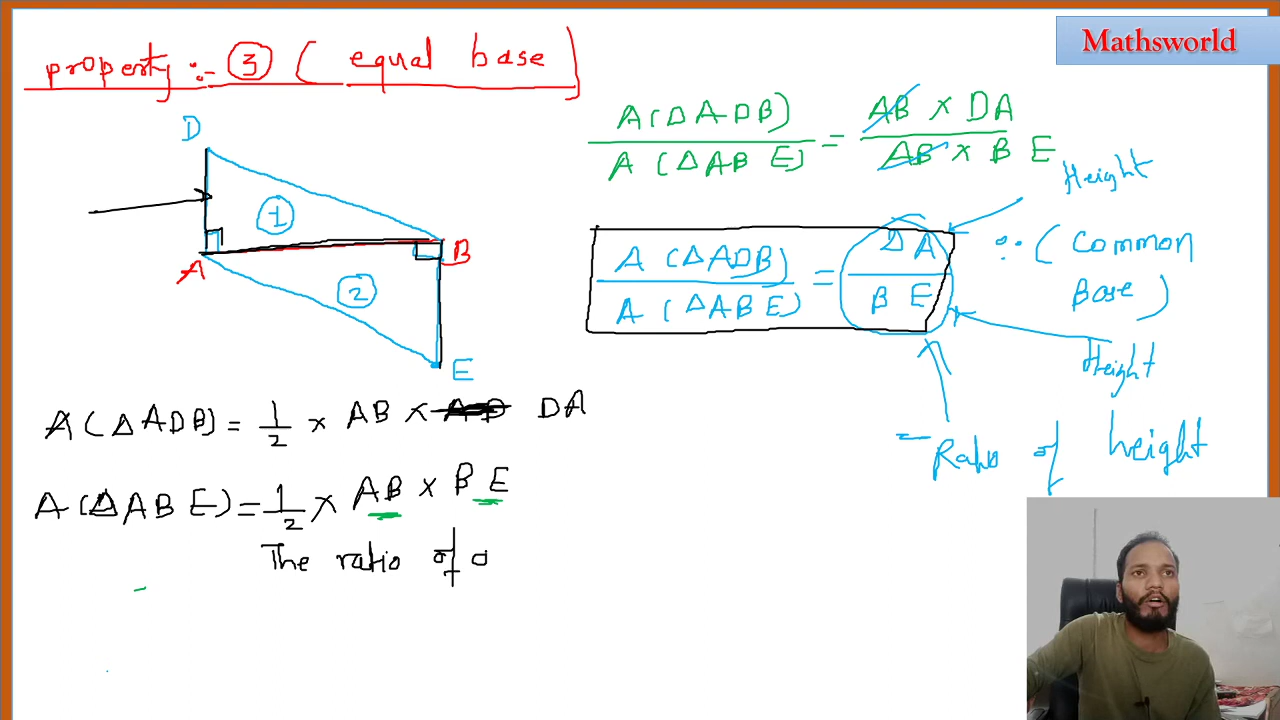 Mathsworld
property :- ③ ( equal base )
D
①
A
B
②
E
A(△ADB) / A(△ABE) = AB × DA / AB × BE
Height
A(△ADB) / A(△ABE) = DA / BE
∵ (Common Base)
Height
Ratio of height
A(△ADB) = 1/2 × AB × DA
A(△ABE) = 1/2 × AB × BE
The ratio of a